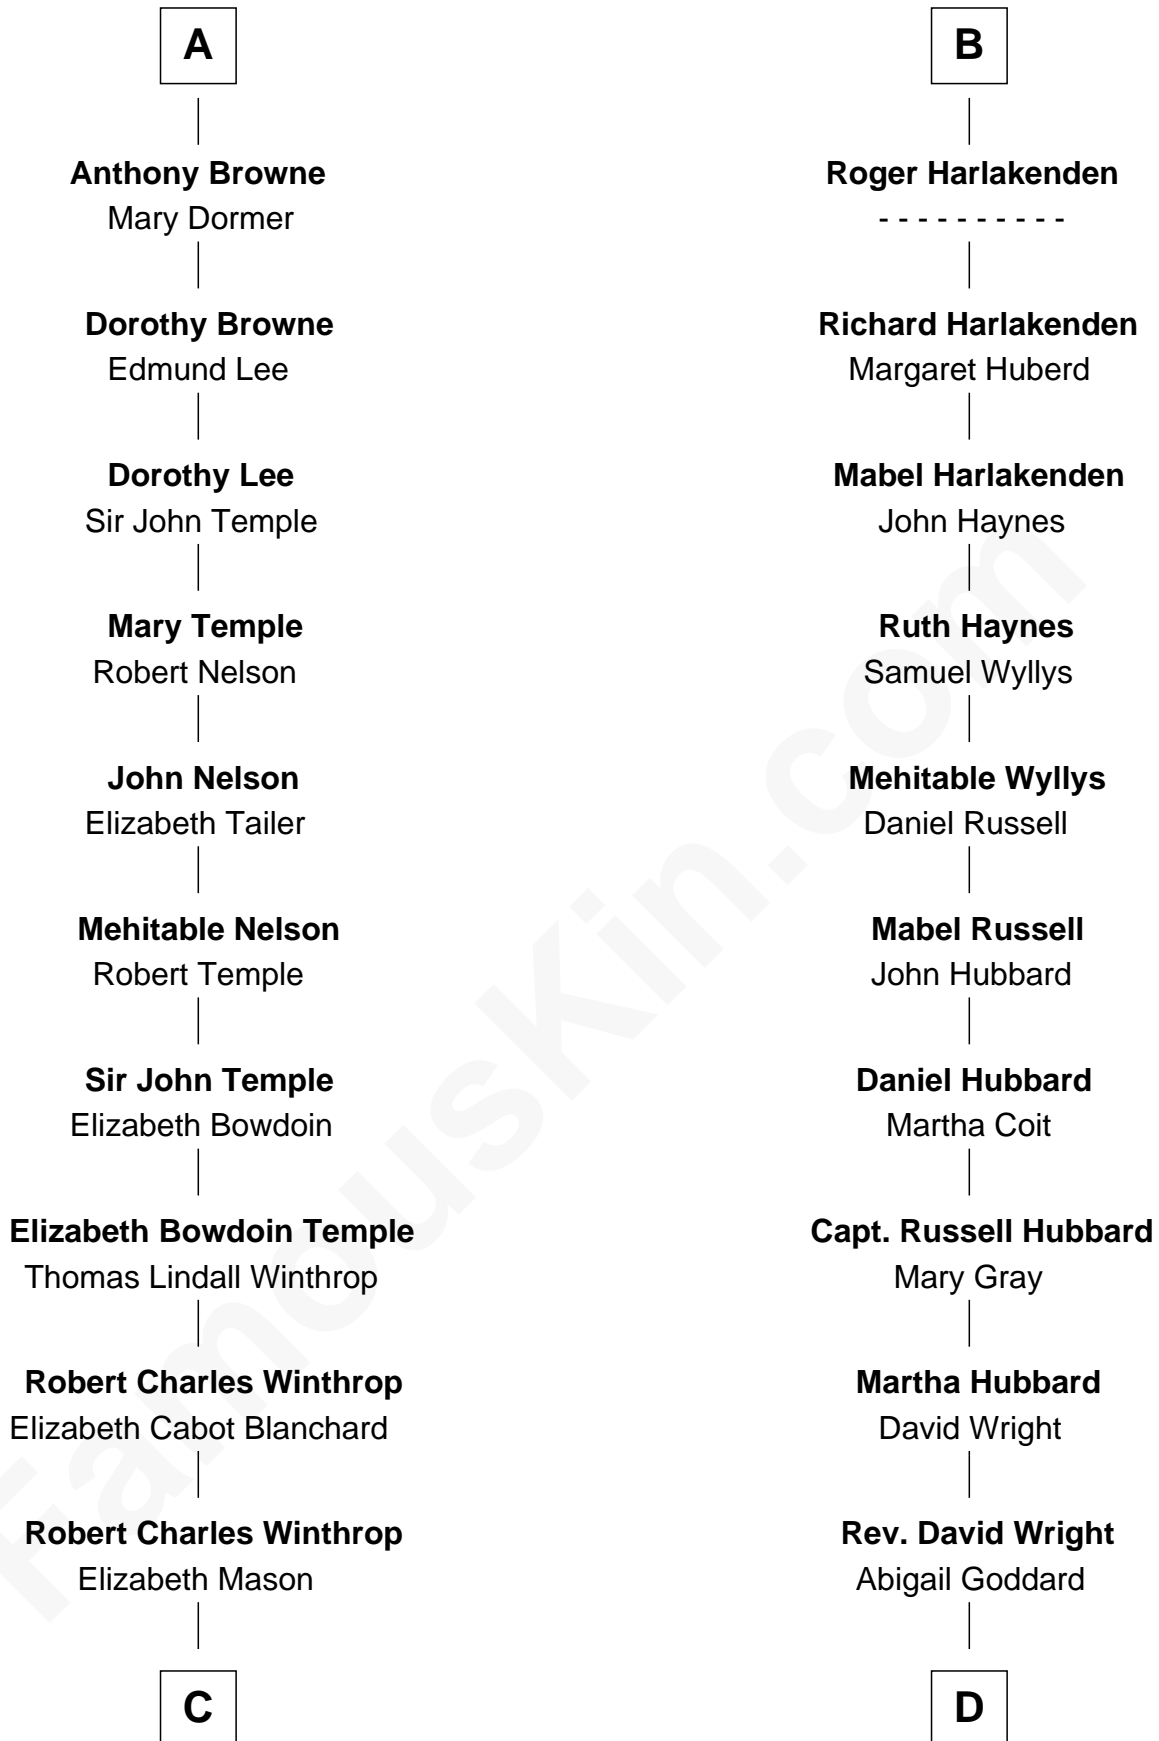 A
Anthony Browne
Mary Dormer
Dorothy Browne
Edmund Lee
Dorothy Lee
Sir John Temple
Mary Temple
Robert Nelson
John Nelson
Elizabeth Tailer
Mehitable Nelson
Robert Temple
Sir John Temple
Elizabeth Bowdoin
Elizabeth Bowdoin Temple
Thomas Lindall Winthrop
Robert Charles Winthrop
Elizabeth Cabot Blanchard
Robert Charles Winthrop
Elizabeth Mason
C
B
Roger Harlakenden
- - - - - - - - - -
Richard Harlakenden
Margaret Huberd
Mabel Harlakenden
John Haynes
Ruth Haynes
Samuel Wyllys
Mehitable Wyllys
Daniel Russell
Mabel Russell
John Hubbard
Daniel Hubbard
Martha Coit
Capt. Russell Hubbard
Mary Gray
Martha Hubbard
David Wright
Rev. David Wright
Abigail Goddard
D
FamousKin.com